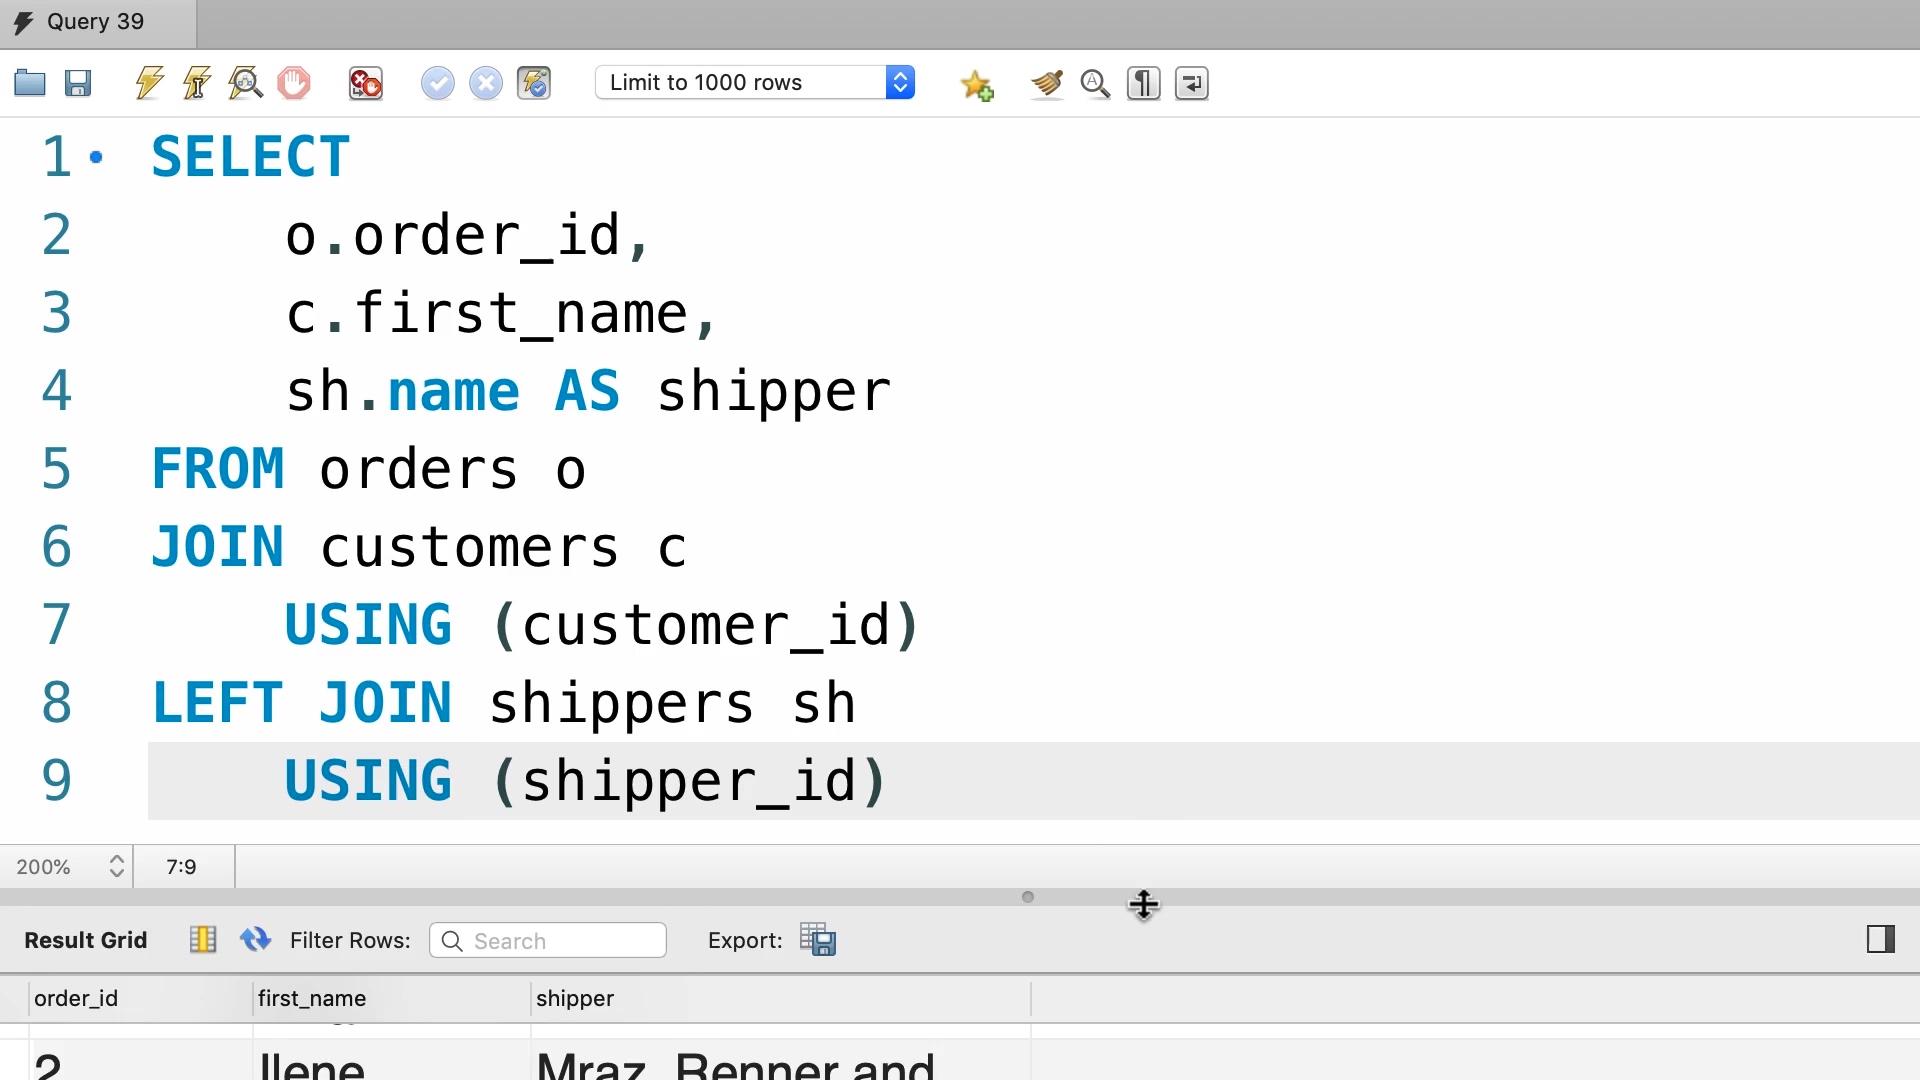 Query 39
Limit to 1000 rows
1 SELECT
2 o.order_id,
3 c.first_name,
4 sh.name AS shipper
5 FROM orders o
6 JOIN customers c
7 USING (customer_id)
8 LEFT JOIN shippers sh
9 USING (shipper_id)
200% 7:9
Result Grid Filter Rows: Search Export:
order_id first_name shipper
2 Ilene Mraz, Renner and